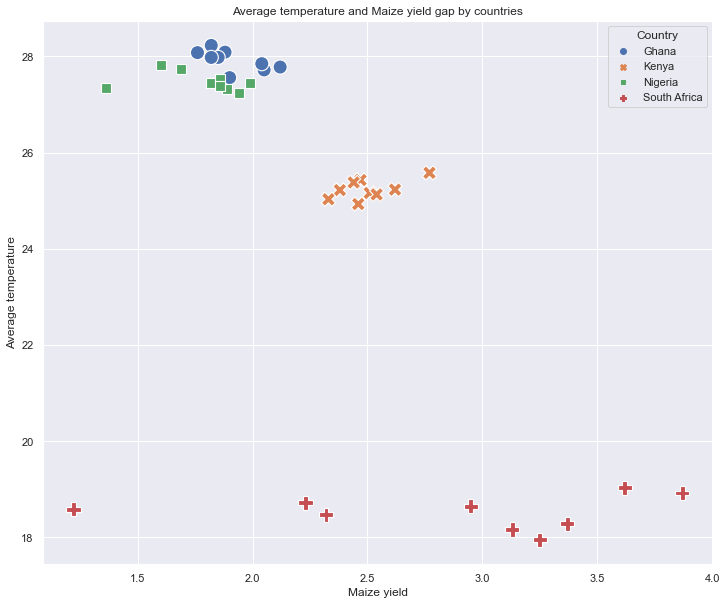 Average temperature and Maize yield gap by countries
Country
Ghana
Kenya
Nigeria
South Africa
Average temperature
28
26
24
22
20
18
1.5 2.0 2.5 3.0 3.5 4.0
Maize yield